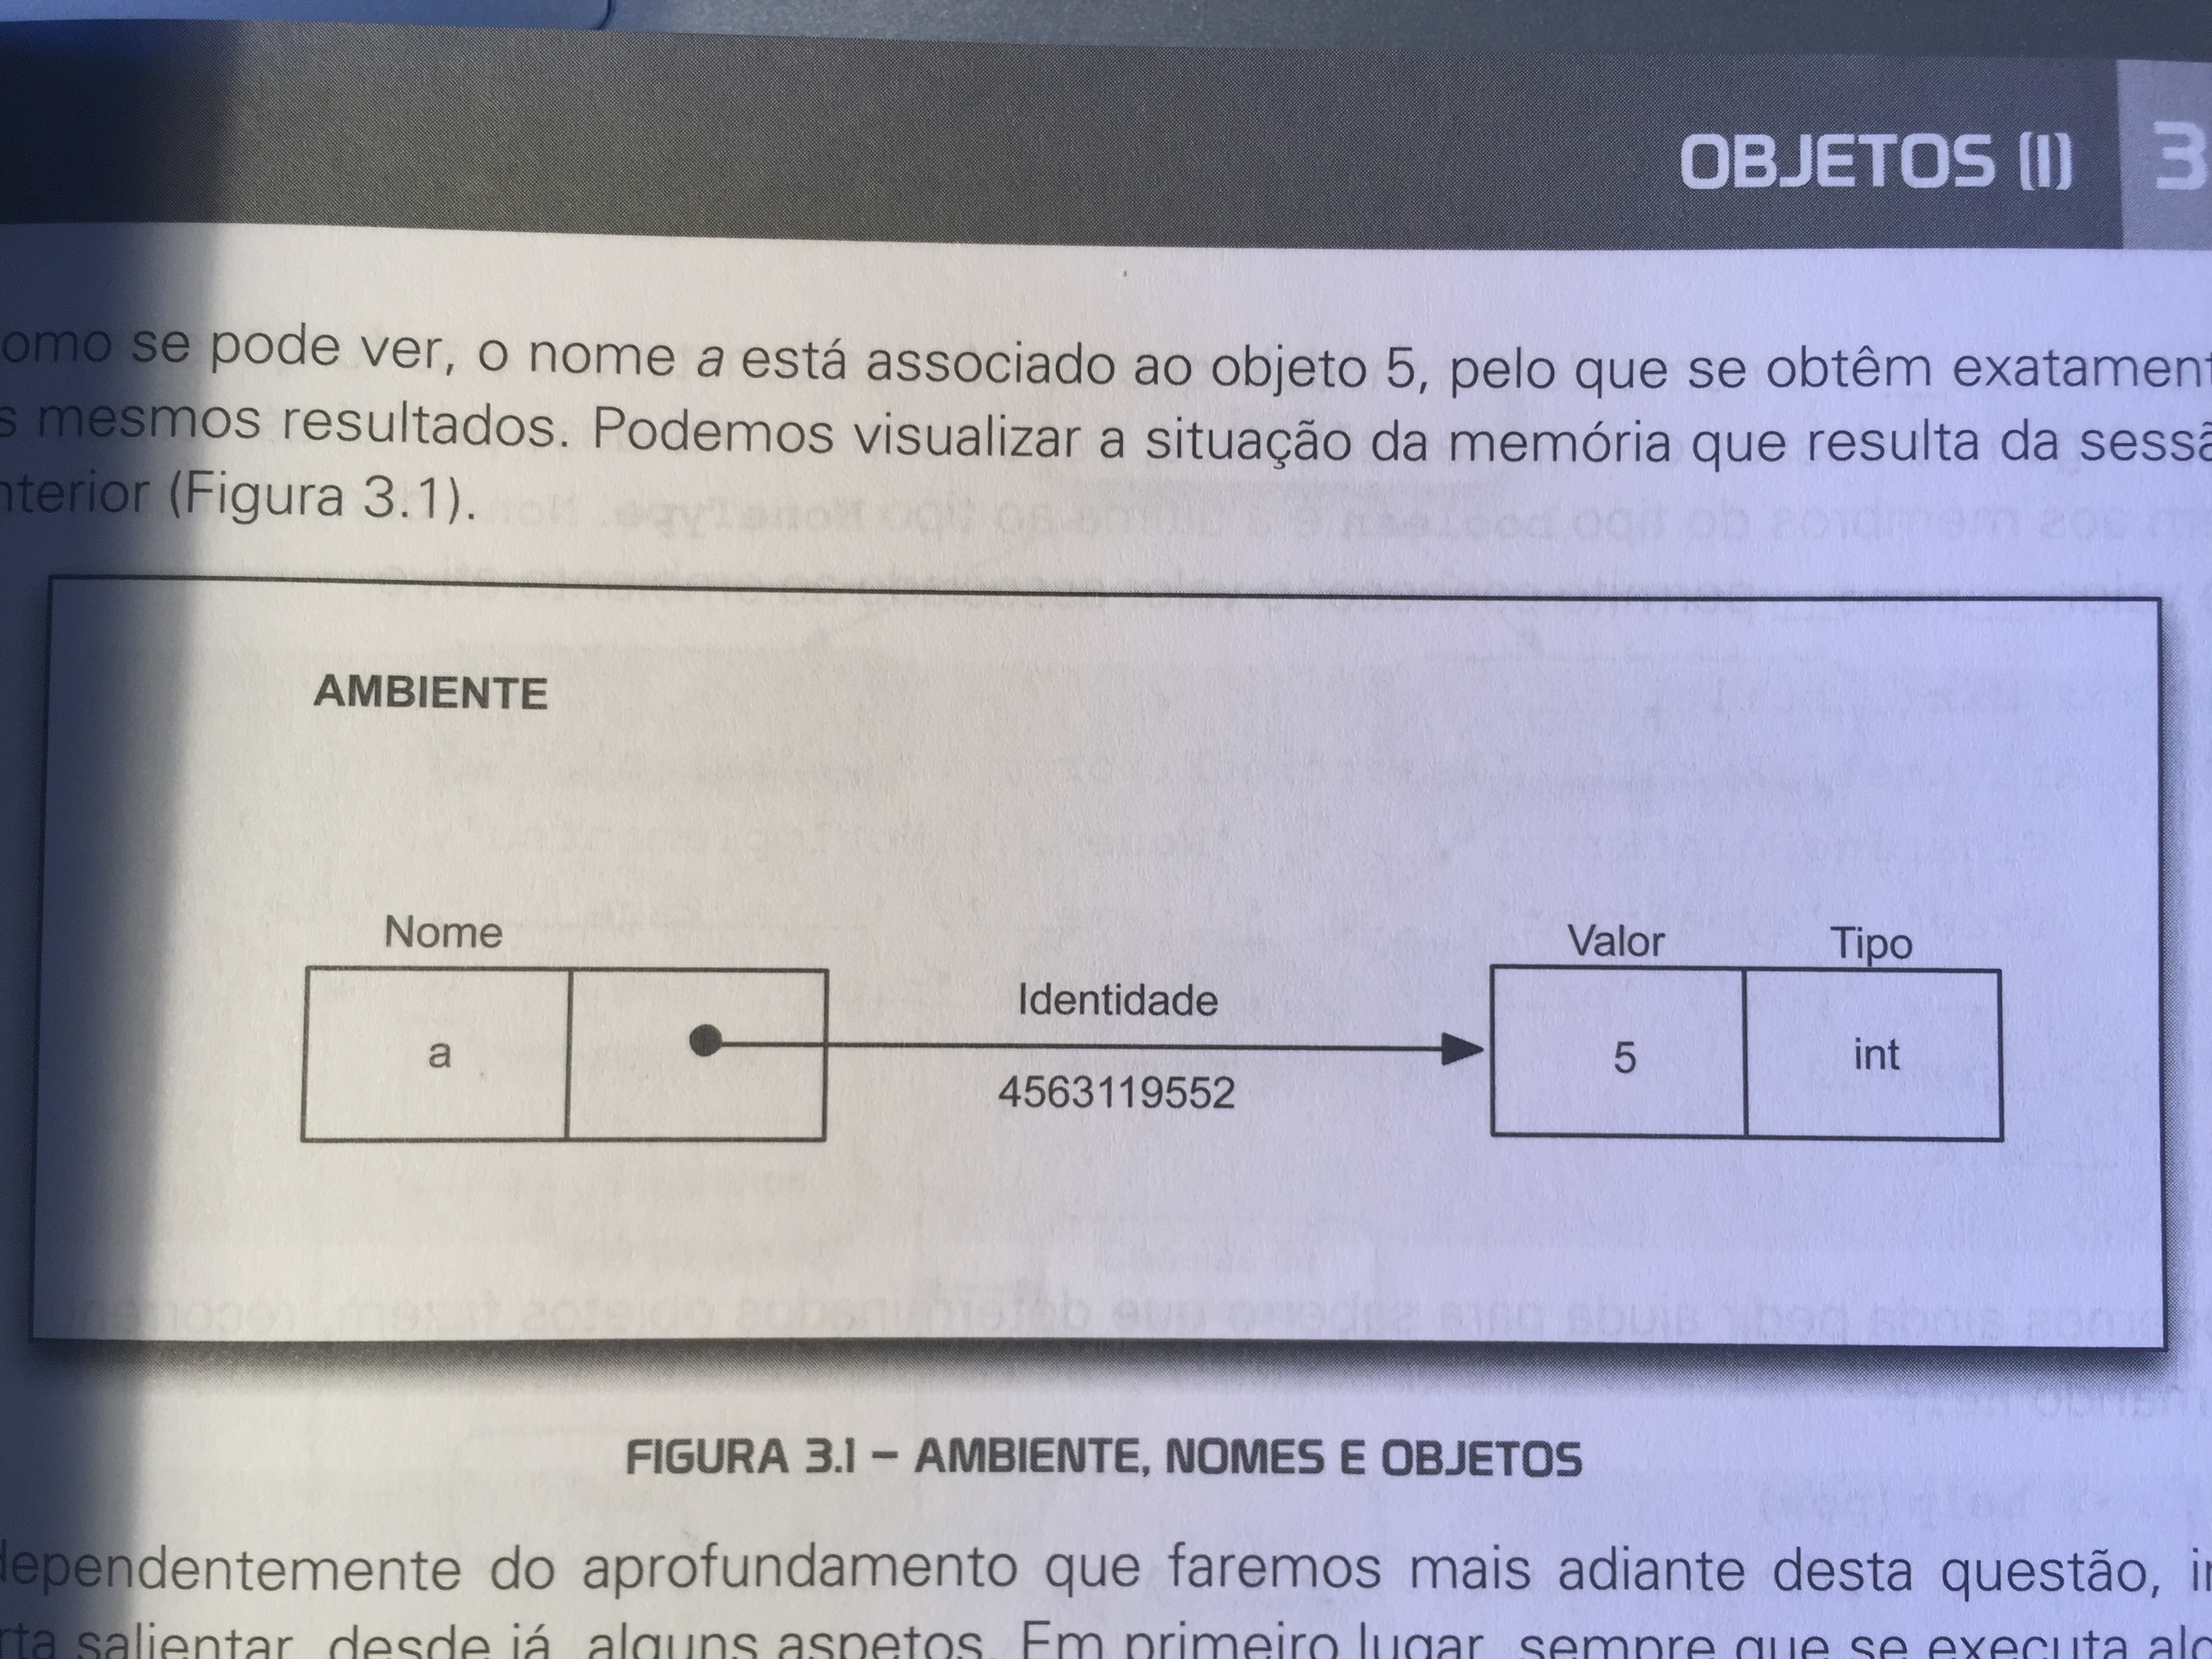 OBJETOS (I) 3
omo se pode ver, o nome a está associado ao objeto 5, pelo que se obtêm exatament
s mesmos resultados. Podemos visualizar a situação da memória que resulta da sessã
nterior (Figura 3.1).
AMBIENTE
Nome
Identidade
Valor Tipo
a
4563119552
5 int
FIGURA 3.1 – AMBIENTE, NOMES E OBJETOS
dependentemente do aprofundamento que faremos mais adiante desta questão, i
rta salientar desde já alguns aspetos. Em primeiro lugar, sempre que se executa alg